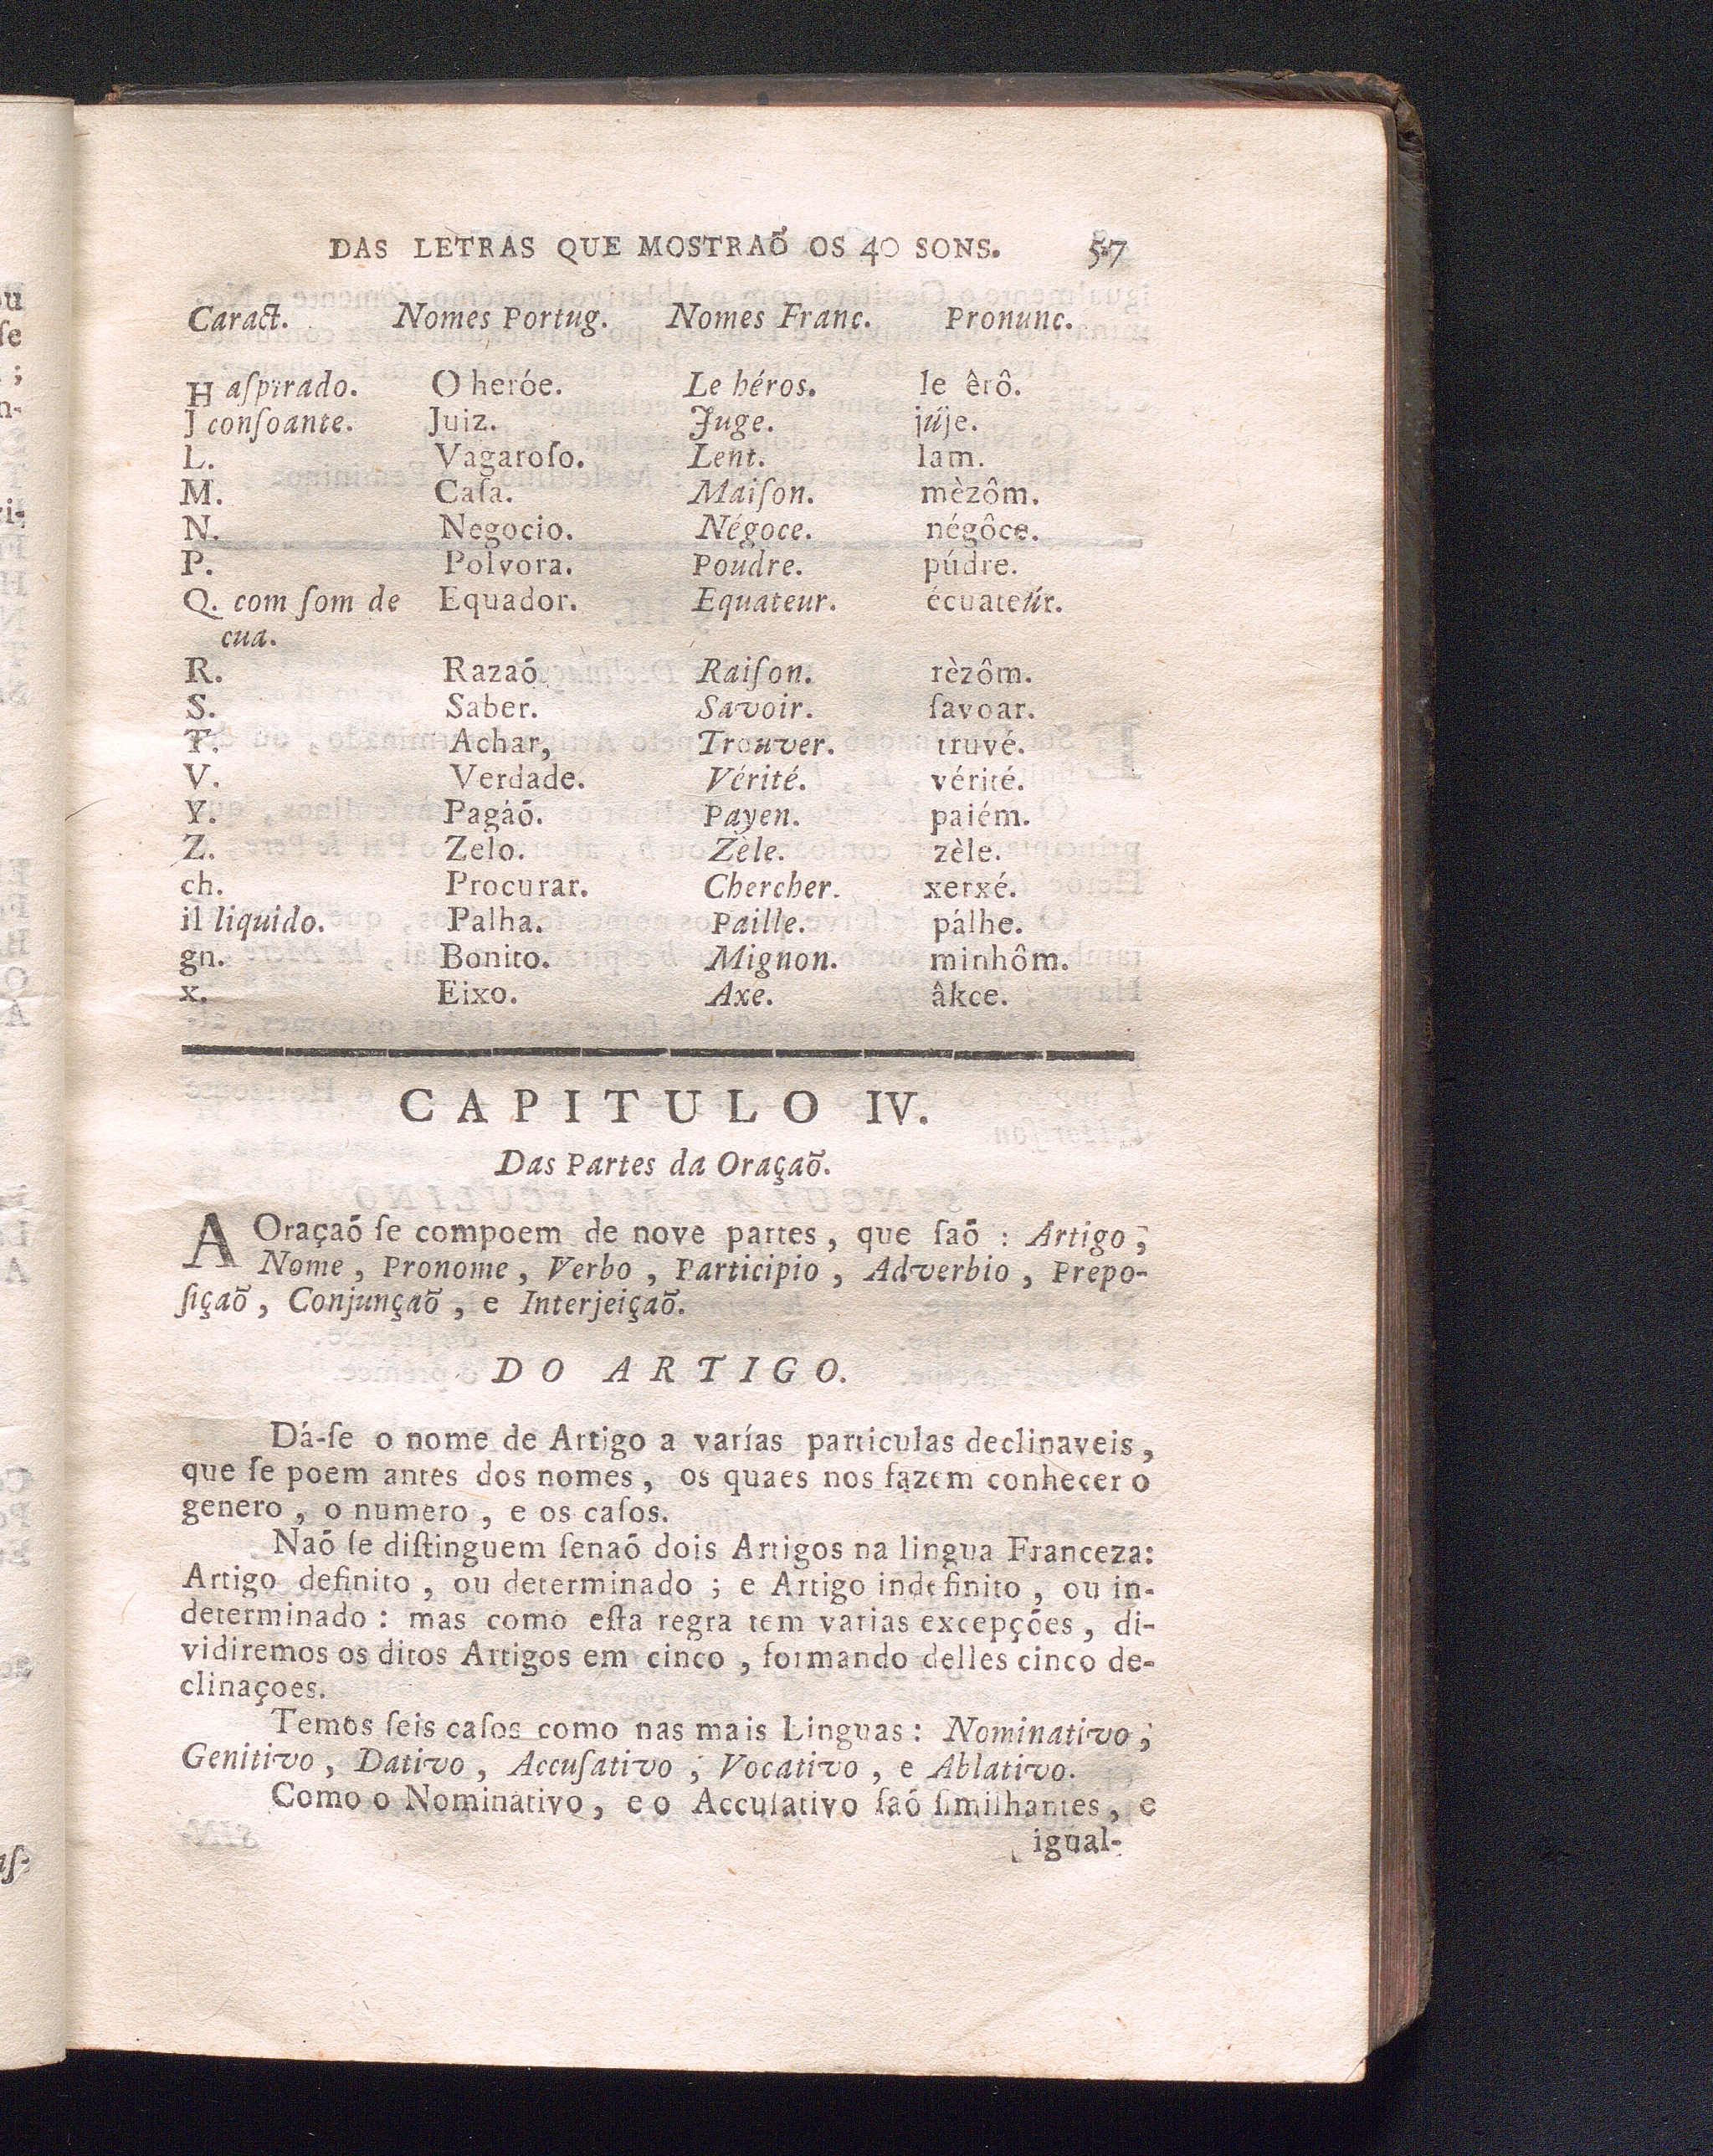 DAS LETRAS QUE MOSTRAÕ OS 40 SONS. 57
Caract. Nomes Portug. Nomes Franc. Pronunc.
H aſpirado. O heróe. Le héros. le êrô.
J conſoante. Juiz. Juge. júje.
L. Vagaroſo. Lent. lam.
M. Caſa. Maiſon. mèzôm.
N. Negocio. Négoce. négôce.
P. Polvora. Poudre. púdre.
Q. com ſom de Equador. Equateur. écuateúr.
cua.
R. Razaõ Raiſon. rèzôm.
S. Saber. Savoir. ſavoar.
T. Achar, Trouver. truvé.
V. Verdade. Vérité. vérité.
Y. Pagáõ. Payen. paiém.
Z. Zelo. Zèle. zèle.
ch. Procurar. Chercher. xerxé.
il liquido. Palha. Paille. pálhe.
gn. Bonito. Mignon. minhôm.
x. Eixo. Axe. âkce.
CAPITULO IV.
Das Partes da Oraçaõ.
A Oraçaõ ſe compoem de nove partes, que ſaõ : Artigo,
Nome, Pronome, Verbo, Participio, Adverbio, Prepo-
ſiçaõ, Conjunçaõ, e Interjeiçaõ.
DO ARTIGO.
Dá-ſe o nome de Artigo a varías particulas declinaveis,
que ſe poem antes dos nomes, os quaes nos fazem conhecer o
genero, o numero, e os caſos.
Naõ ſe diſtinguem ſenaõ dois Artigos na lingua Franceza:
Artigo definito, ou determinado ; e Artigo indefinito, ou in-
determinado : mas como eſta regra tem varias excepções, di-
vidiremos os ditos Artigos em cinco, formando delles cinco de-
clinaçoes.
Temos ſeis caſos como nas mais Linguas : Nominativo,
Genitivo, Dativo, Accuſativo, Vocativo, e Ablativo.
Como o Nominativo, e o Accuſativo ſaõ ſimilhantes, e
igual-